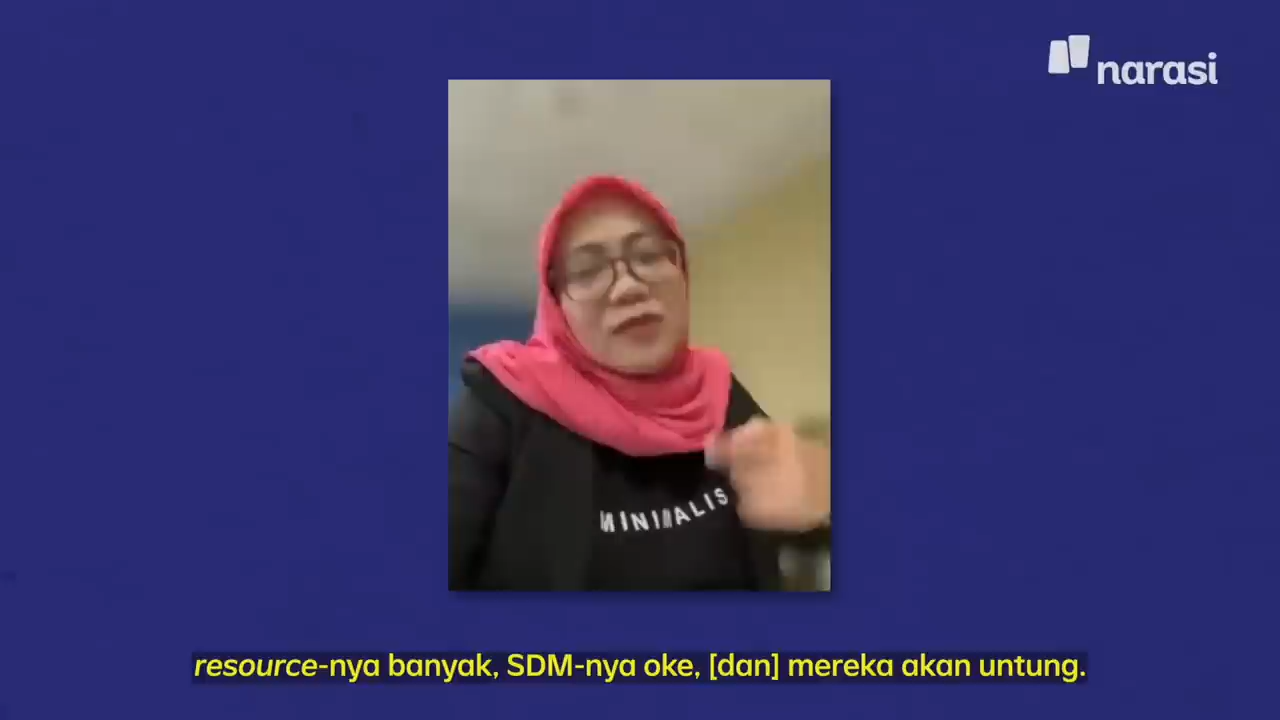 narasi
MINIMALIS
resource-nya banyak, SDM-nya oke, [dan] mereka akan untung.